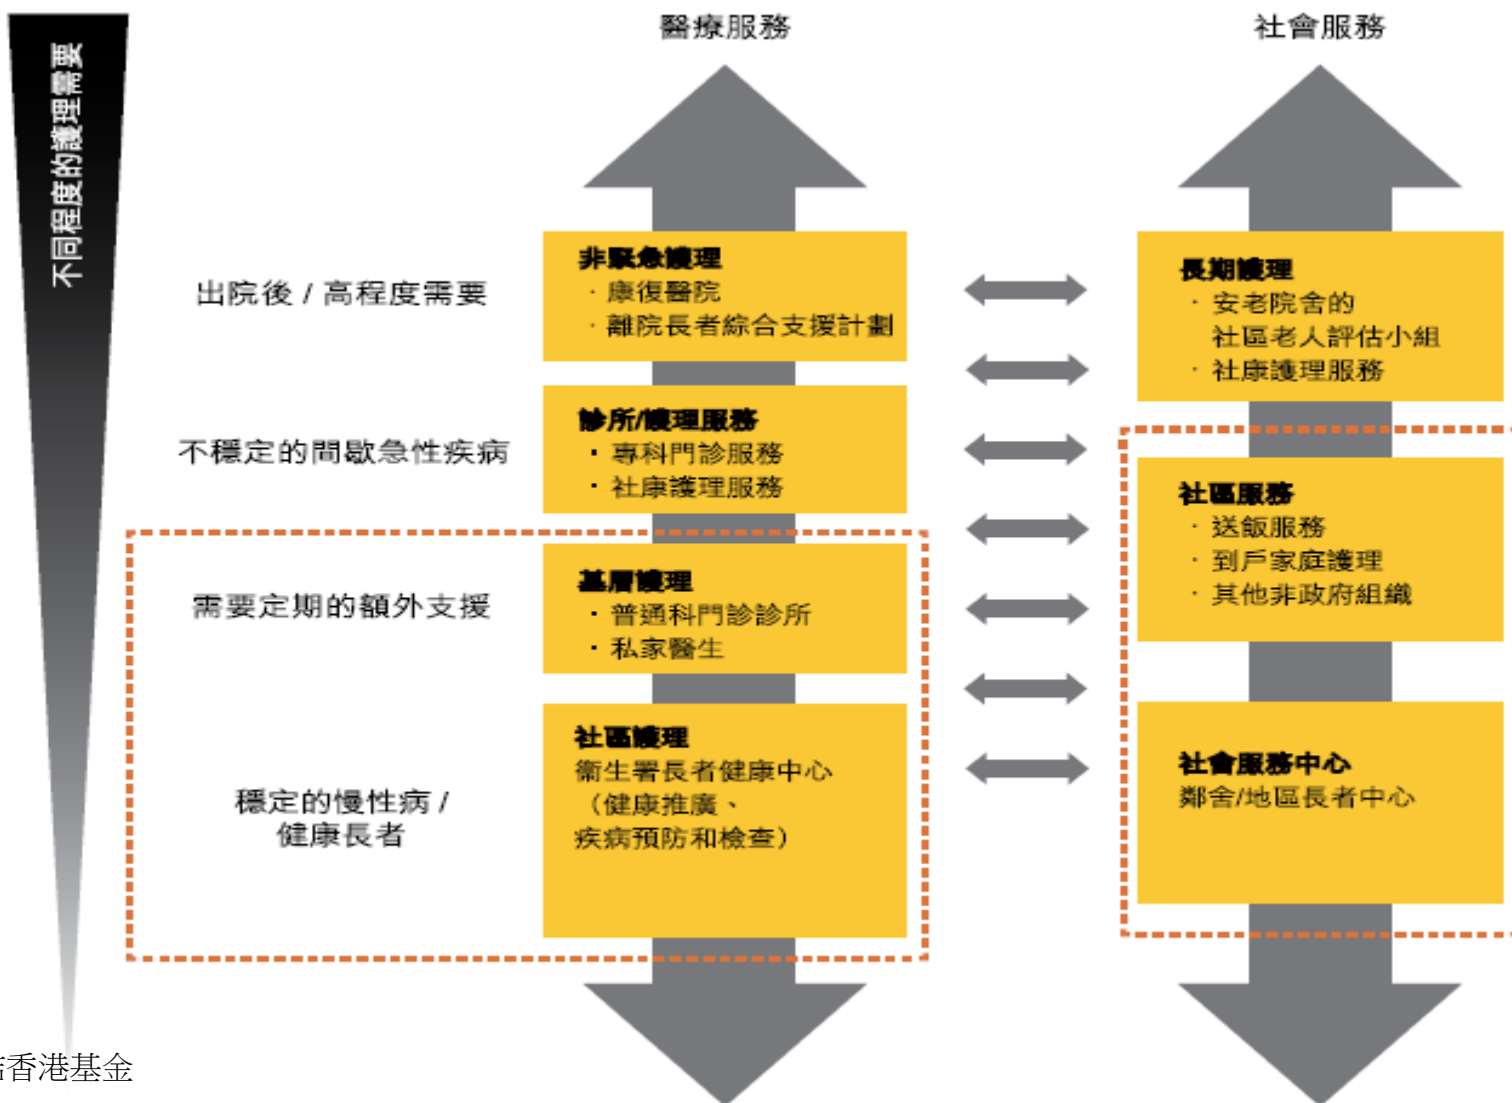 醫療服務
社會服務
不同程度的護理需要
出院後 / 高程度需要
非緊急護理
· 康復醫院
· 離院長者綜合支援計劃
長期護理
· 安老院舍的
社區老人評估小組
· 社康護理服務
不穩定的間歇急性疾病
診所/護理服務
· 專科門診服務
· 社康護理服務
社區服務
· 送飯服務
· 到戶家庭護理
· 其他非政府組織
需要定期的額外支援
基層護理
· 普通科門診診所
· 私家醫生
穩定的慢性病 /
健康長者
社區護理
衞生署長者健康中心
（健康推廣、
疾病預防和檢查）
社會服務中心
鄰舍/地區長者中心
香港基金